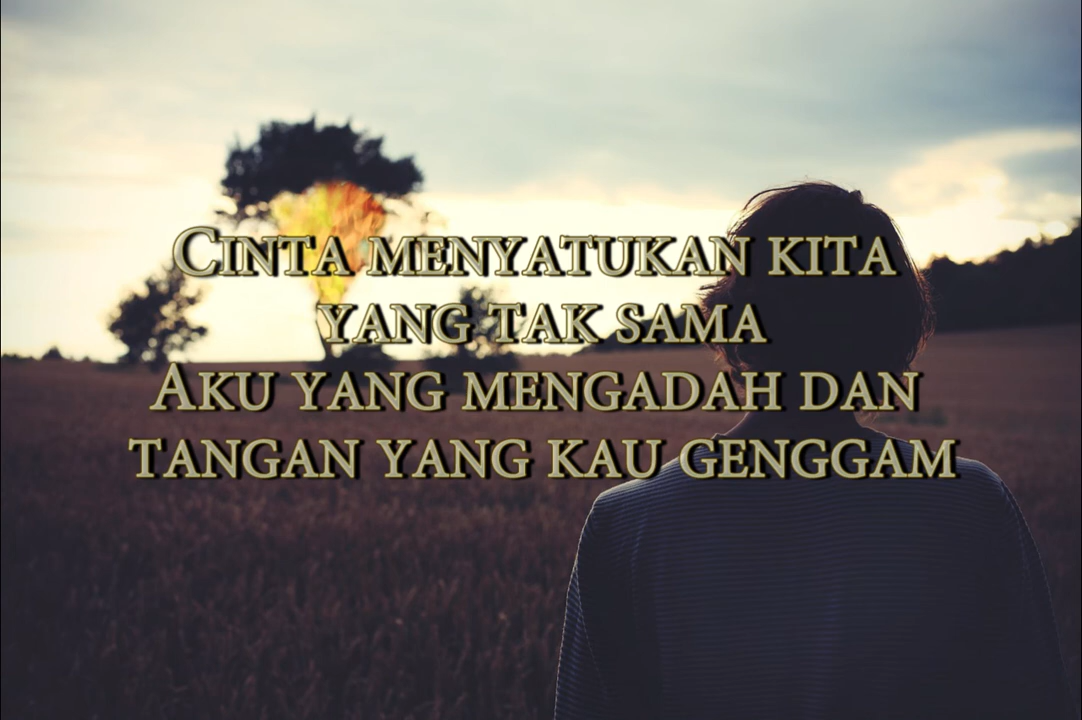 Cinta menyatukan kita
yang tak sama
Aku yang mengadah dan
tangan yang kau genggam